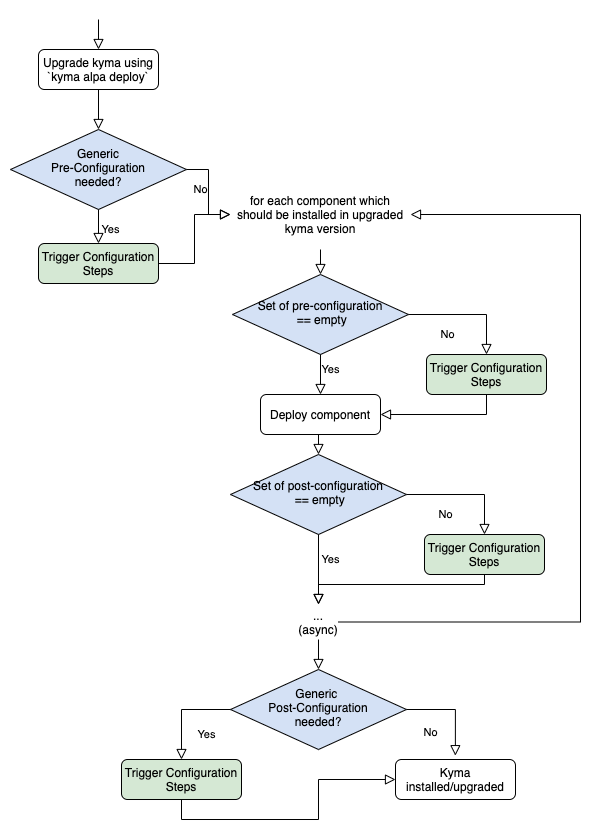 Upgrade kyma using
`kyma alpa deploy`
Generic
Pre-Configuration
needed?
No
Yes
Trigger Configuration
Steps
for each component which
should be installed in upgraded
kyma version
Set of pre-configuration
== empty
No
Yes
Trigger Configuration
Steps
Deploy component
Set of post-configuration
== empty
No
Yes
Trigger Configuration
Steps
...
(async)
Generic
Post-Configuration
needed?
Yes
No
Trigger Configuration
Steps
Kyma
installed/upgraded